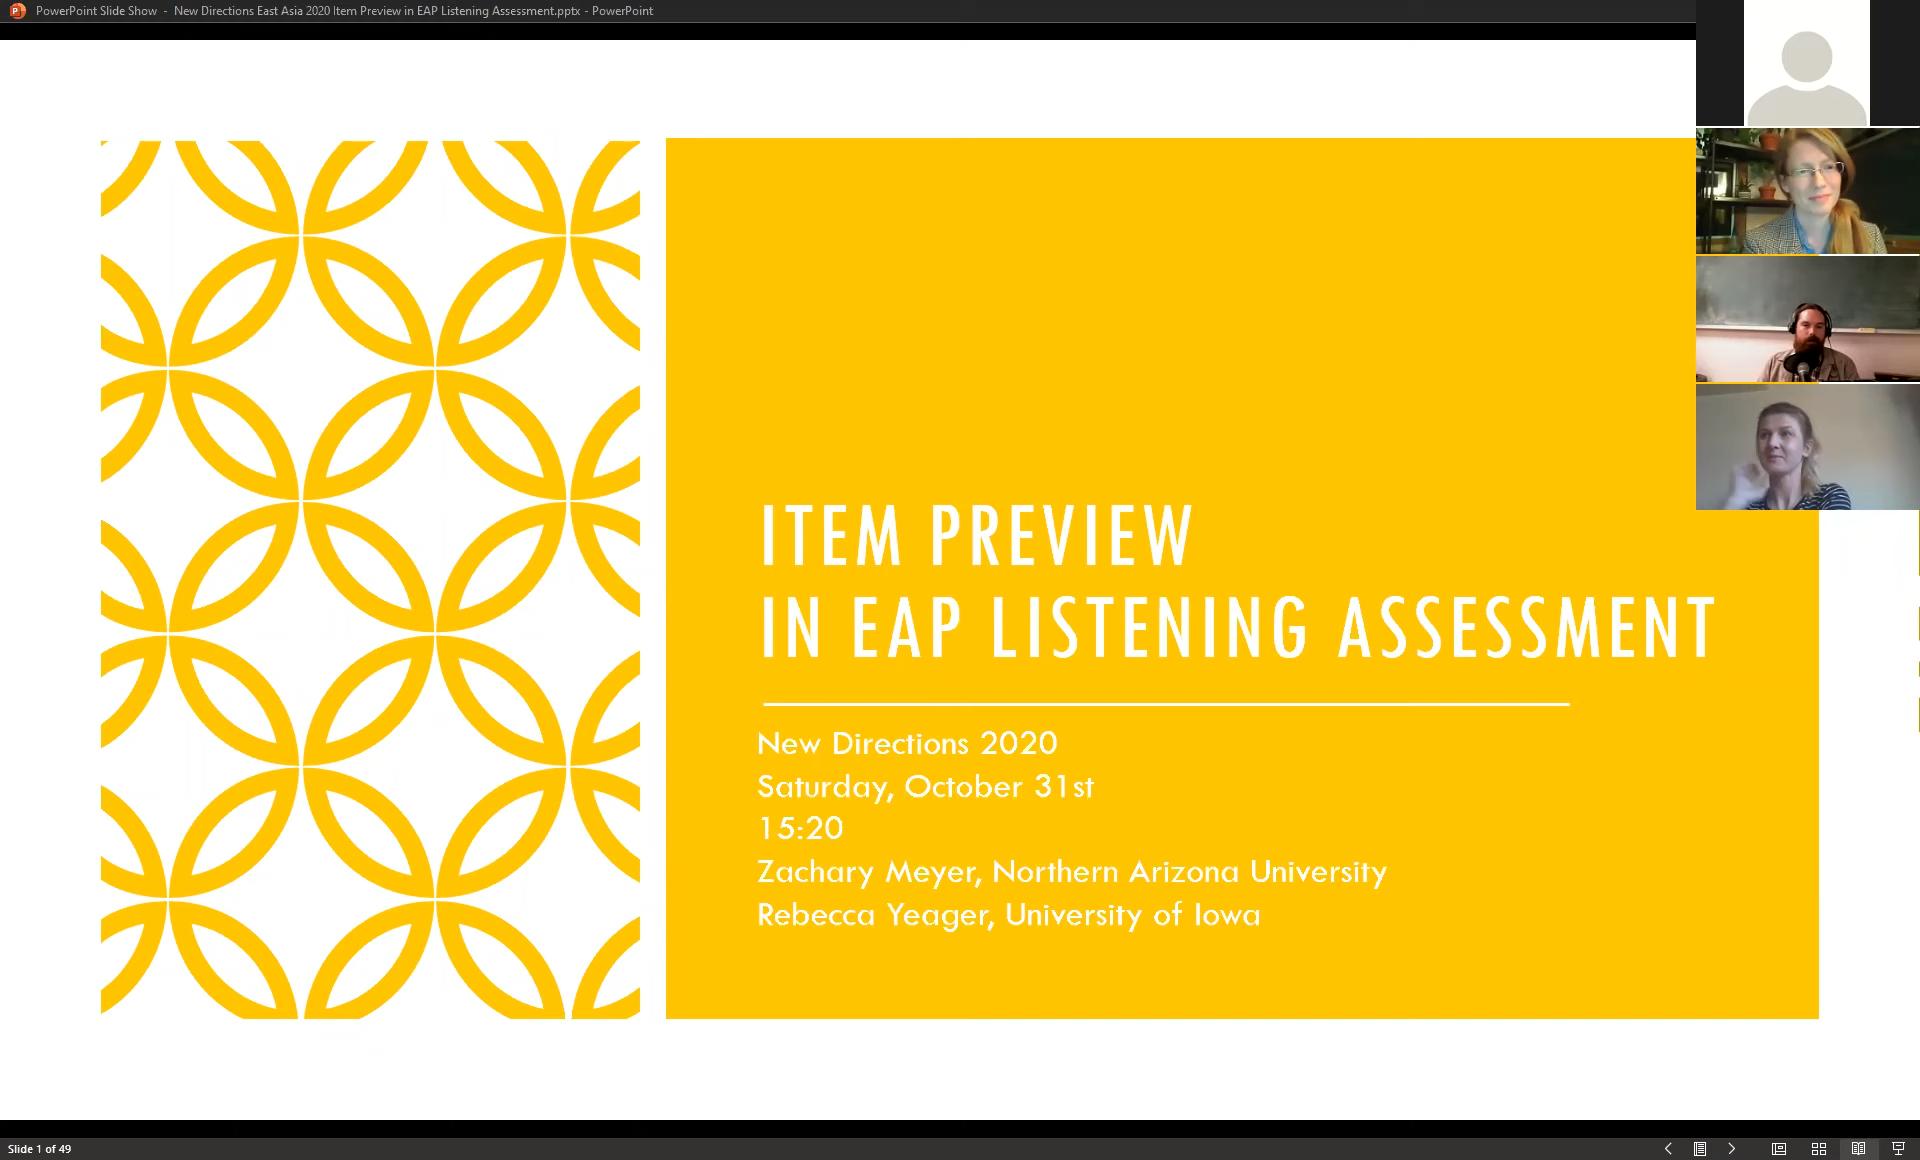 PowerPoint Slide Show - New Directions East Asia 2020 Item Preview in EAP Listening Assessment.pptx - PowerPoint
ITEM PREVIEW
IN EAP LISTENING ASSESSMENT
New Directions 2020
Saturday, October 31st
15:20
Zachary Meyer, Northern Arizona University
Rebecca Yeager, University of Iowa
Slide 1 of 49